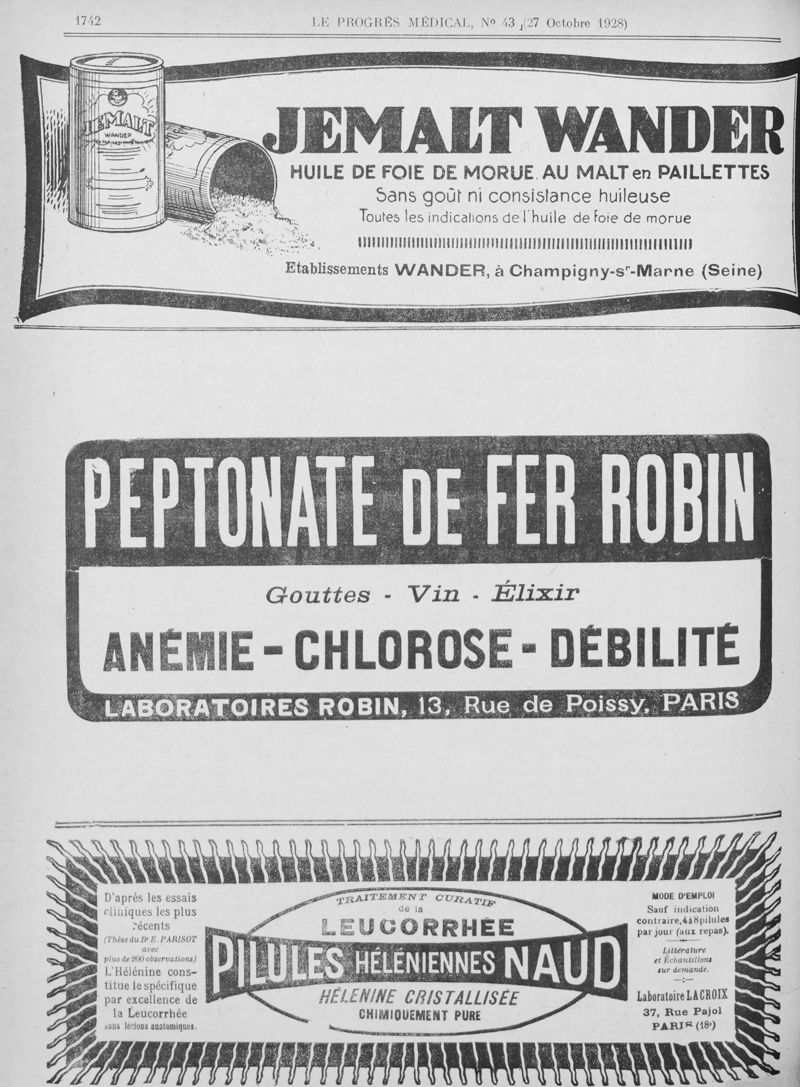 1742
LE PROGRÈS MÉDICAL, No 43 (27 Octobre 1928)
JEMALT
WANDER
JEMALT WANDER
HUILE DE FOIE DE MORUE AU MALT en PAILLETTES
Sans goût ni consistance huileuse
Toutes les indications de l'huile de foie de morue
Etablissements WANDER, à Champigny-sr-Marne (Seine)
PEPTONATE DE FER ROBIN
Gouttes - Vin - Élixir
ANÉMIE - CHLOROSE - DÉBILITÉ
LABORATOIRES ROBIN, 13, Rue de Poissy, PARIS
D'après les essais
cliniques les plus
récents
(Thèse du Dr E. PARISOT
avec
plus de 200 observations)
L'Hélénine cons-
titue le spécifique
par excellence de
la Leucorrhée
sans lésions anatomiques.
TRAITEMENT CURATIF
de la
LEUCORRHÉE
PILULES HÉLÉNIENNES NAUD
HÉLÉNINE CRISTALLISÉE
CHIMIQUEMENT PURE
MODE D'EMPLOI
Sauf indication
contraire, 4 à 8 pilules
par jour (aux repas).
Littérature
et Échantillons
sur demande.
Laboratoire LACROIX
37, Rue Pajol
PARIS (18e)